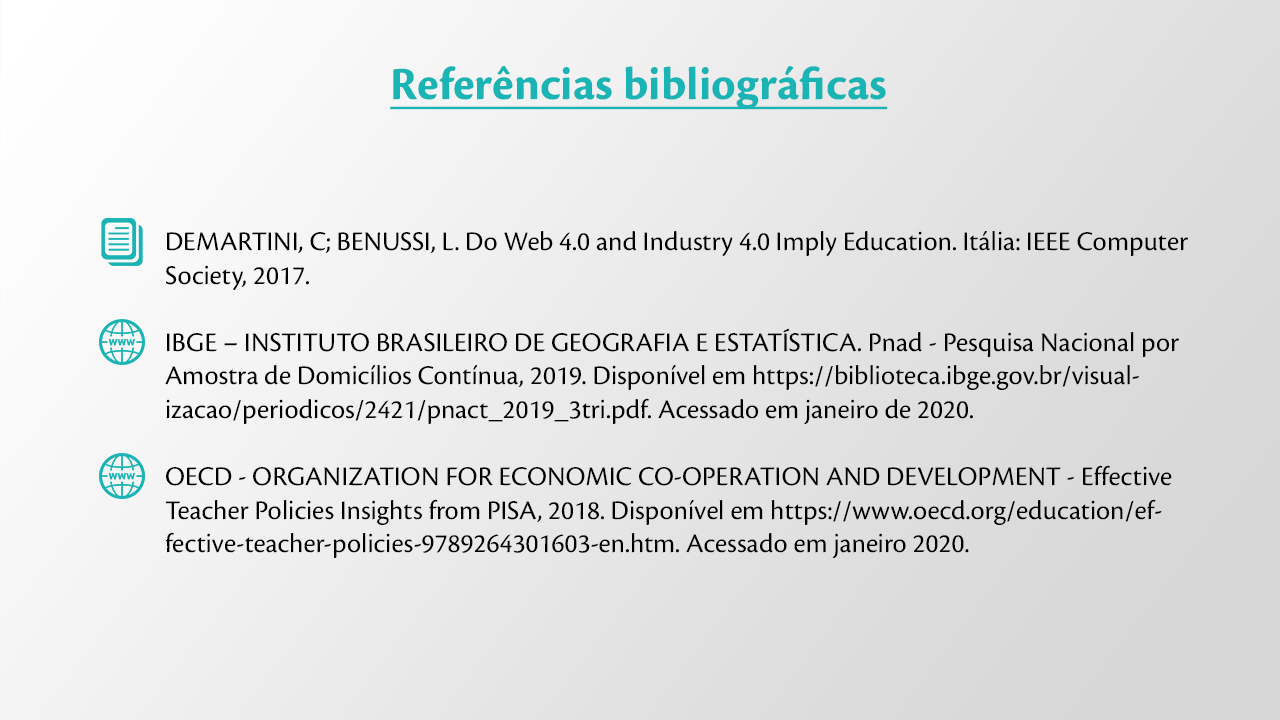 Referências bibliográficas
DEMARTINI, C; BENUSSI, L. Do Web 4.0 and Industry 4.0 Imply Education. Itália: IEEE Computer
Society, 2017.
www
IBGE – INSTITUTO BRASILEIRO DE GEOGRAFIA E ESTATÍSTICA. Pnad - Pesquisa Nacional por
Amostra de Domicílios Contínua, 2019. Disponível em https://biblioteca.ibge.gov.br/visual-
izacao/periodicos/2421/pnact_2019_3tri.pdf. Acessado em janeiro de 2020.
www
OECD - ORGANIZATION FOR ECONOMIC CO-OPERATION AND DEVELOPMENT - Effective
Teacher Policies Insights from PISA, 2018. Disponível em https://www.oecd.org/education/ef-
fective-teacher-policies-9789264301603-en.htm. Acessado em janeiro 2020.